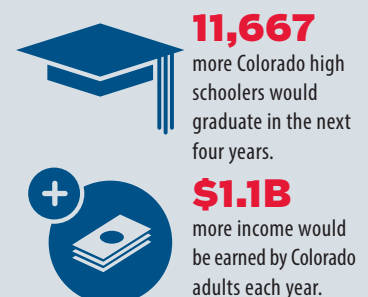 11,667
more Colorado high
schoolers would
graduate in the next
four years.
$1.1B
more income would
be earned by Colorado
adults each year.